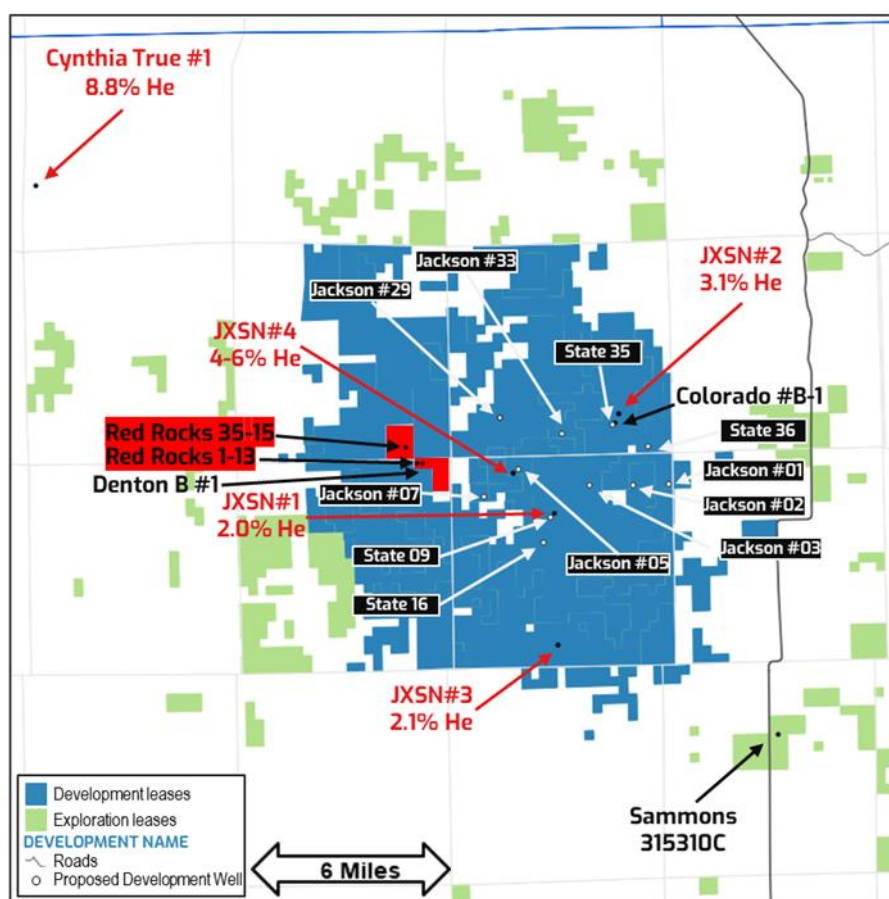 Cynthia True #1
8.8% He
Jackson #33
Jackson #29
JXSN#2
3.1% He
JXSN#4
4-6% He
State 35
Colorado #B-1
Red Rocks 35-15
State 36
Red Rocks 1-13
Denton B #1
Jackson #01
Jackson #07
JXSN#1
2.0% He
Jackson #02
State 09
Jackson #05
Jackson #03
State 16
JXSN#3
2.1% He
Development leases
Exploration leases
DEVELOPMENT NAME
Roads
Proposed Development Well
6 Miles
Sammons
315310C